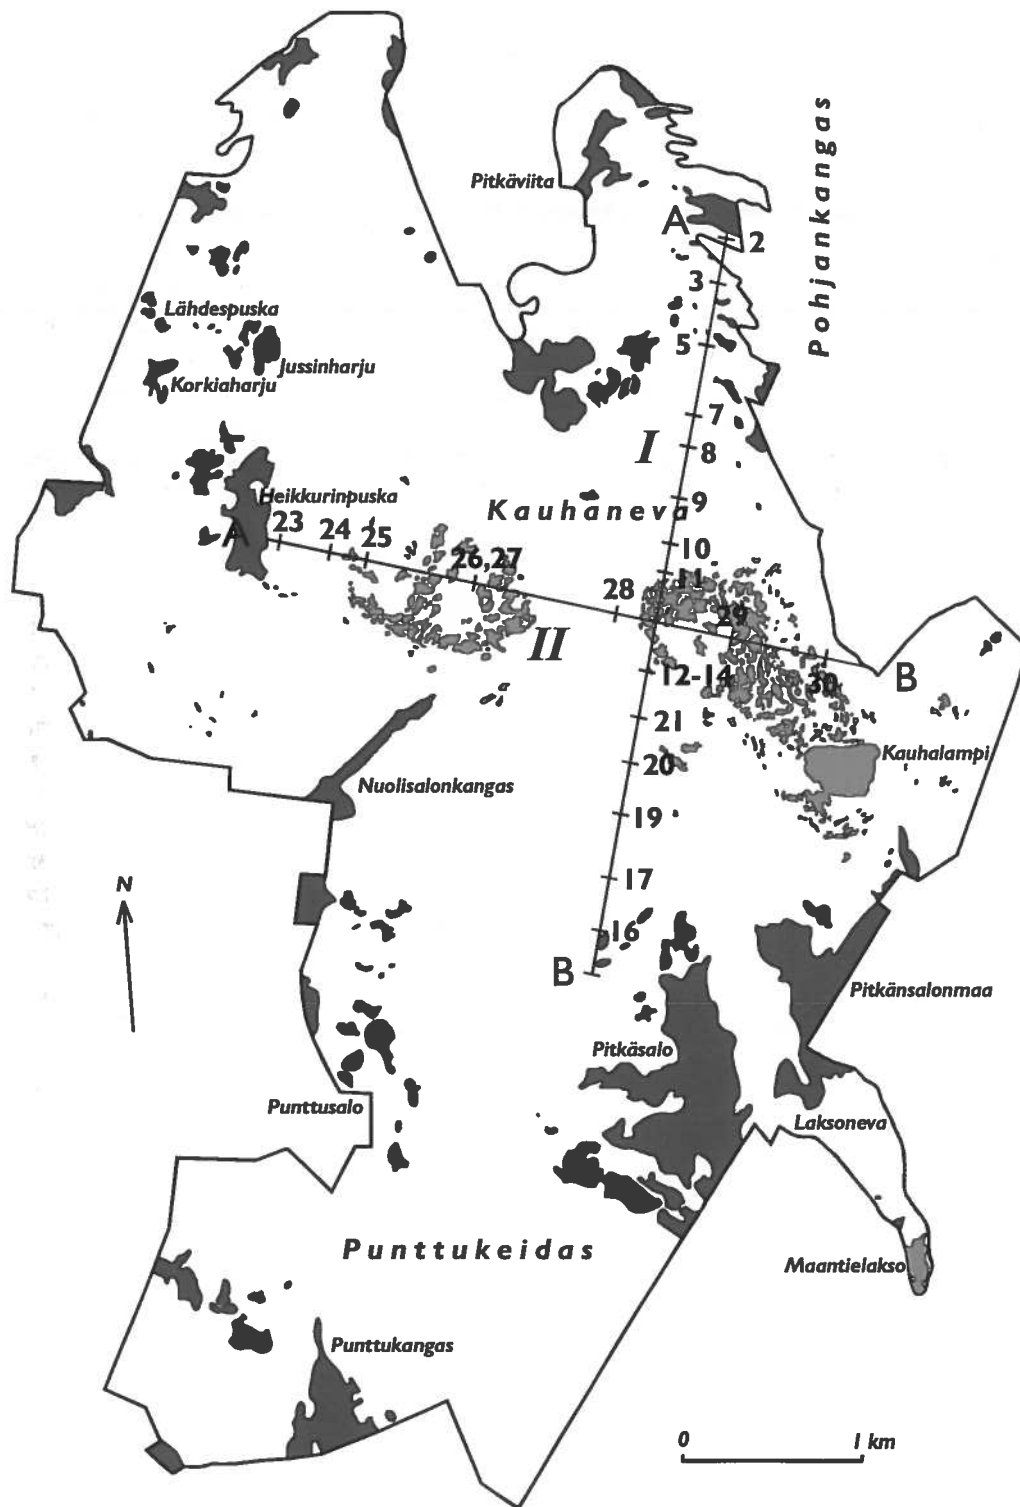 Pohjankangas
Pitkäviita
A
2
3
Lähdespuska
5
Jussinharju
Korkiaharju
7
I
8
Heikkurinpuska
9
Kauhaneva
A
23
24
25
10
26,27
11
28
29
II
12-14
30
B
21
Kauhalampi
20
Nuolisalonkangas
19
17
N
16
B
Pitkänsalonmaa
Pitkäsalo
Punttusalo
Laksoneva
Punttukeidas
Maantielakso
Punttukangas
0
1 km